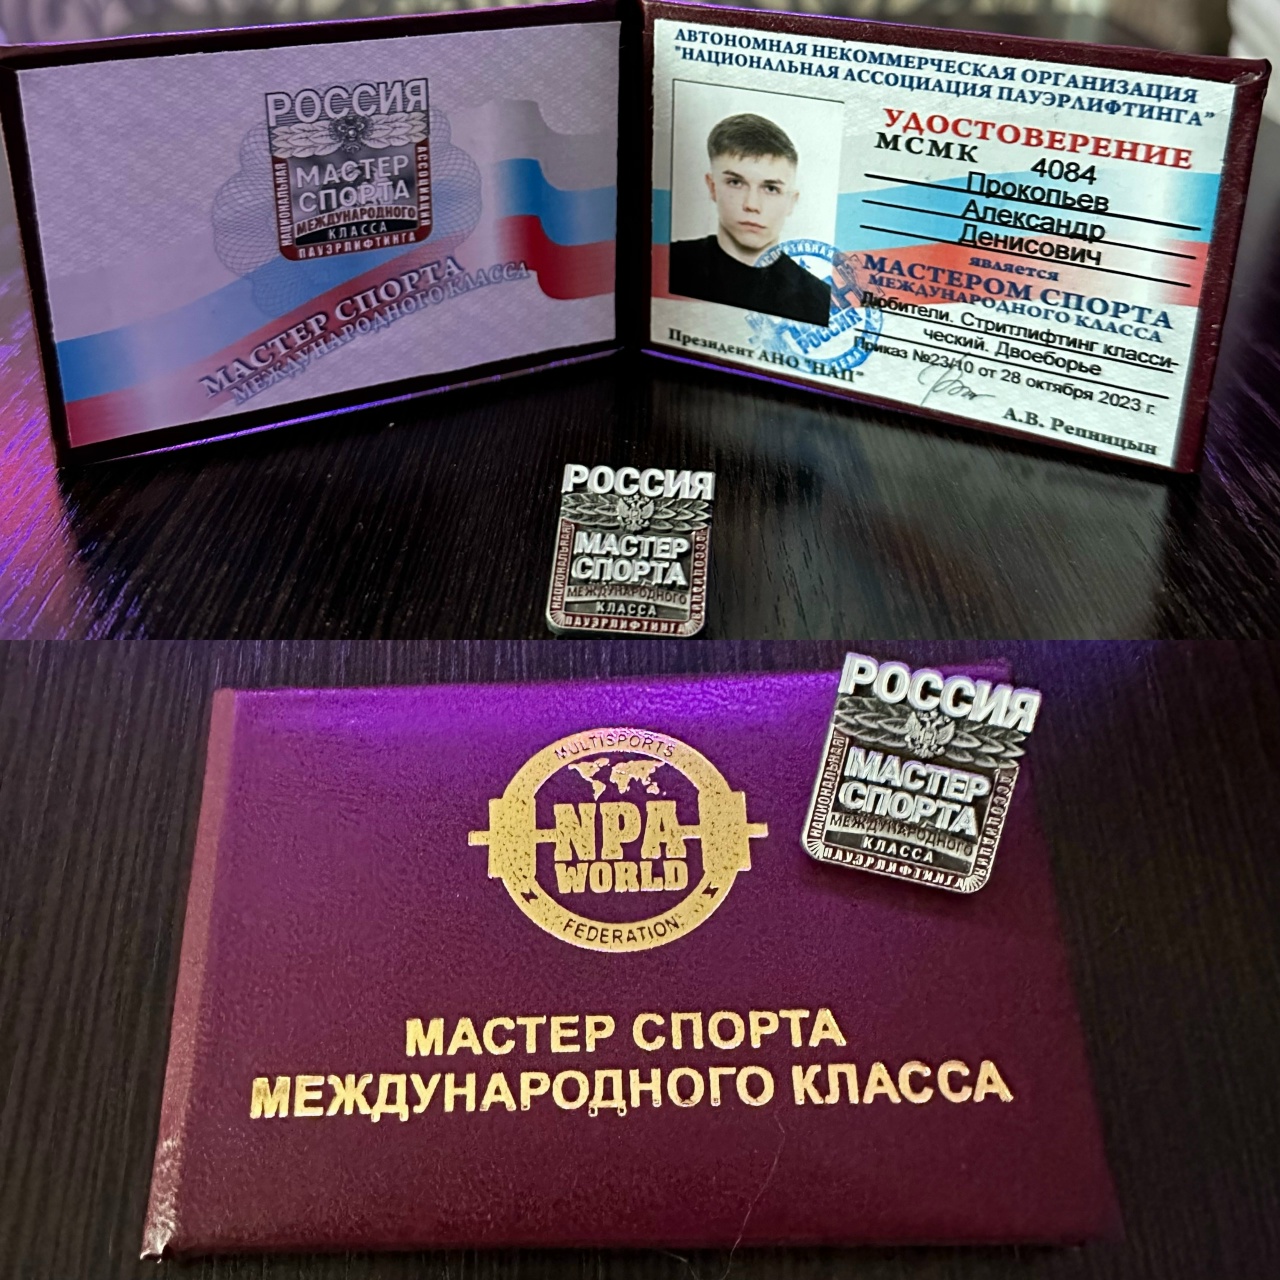 РОССИЯ
МАСТЕР
СПОРТА
МЕЖДУНАРОДНОГО
КЛАССА
НАЦИОНАЛЬНАЯ
АССОЦИАЦИЯ
ПАУЭРЛИФТИНГА
МАСТЕР СПОРТА
МЕЖДУНАРОДНОГО КЛАССА
АВТОНОМНАЯ НЕКОММЕРЧЕСКАЯ ОРГАНИЗАЦИЯ
"НАЦИОНАЛЬНАЯ АССОЦИАЦИЯ ПАУЭРЛИФТИНГА"
УДОСТОВЕРЕНИЕ
МСМК 4084
Прокопьев
Александр
Денисович
является
МАСТЕРОМ СПОРТА
МЕЖДУНАРОДНОГО КЛАССА
Любители. Стритлифтинг класси-
ческий. Двоеборье
Приказ №23/10 от 28 октября 2023 г.
Президент АНО "НАП"
А.В. Репницын
РОССИЯ
РОССИЯ
МАСТЕР
СПОРТА
МЕЖДУНАРОДНОГО
КЛАССА
НАЦИОНАЛЬНАЯ
АССОЦИАЦИЯ
ПАУЭРЛИФТИНГА
РОССИЯ
МАСТЕР
СПОРТА
МЕЖДУНАРОДНОГО
КЛАССА
НАЦИОНАЛЬНАЯ
АССОЦИАЦИЯ
ПАУЭРЛИФТИНГА
MULTISPORTS
NPA
WORLD
FEDERATION
МАСТЕР СПОРТА
МЕЖДУНАРОДНОГО КЛАССА